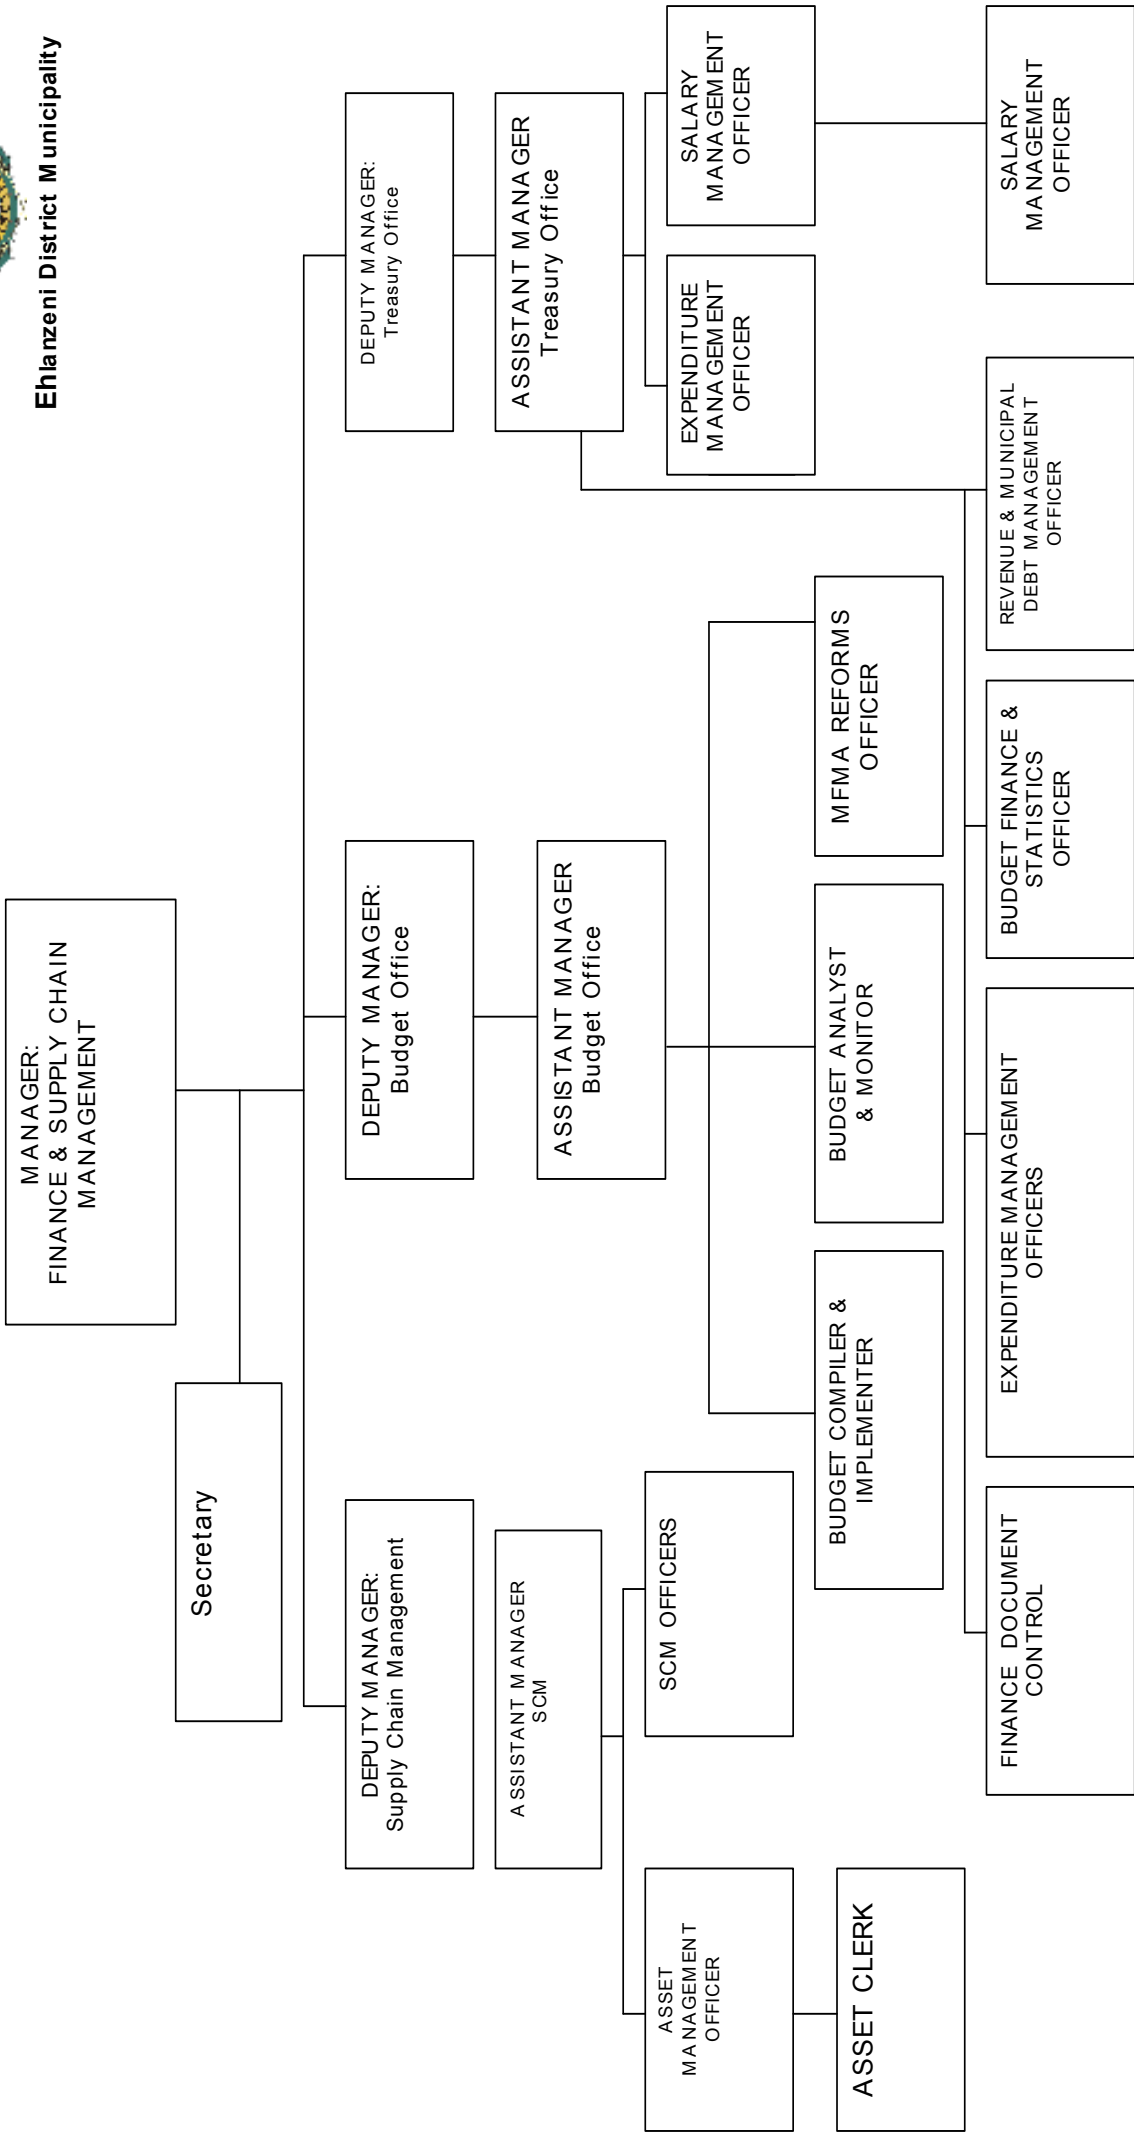 Ehlanzeni District Municipality
MANAGER:
FINANCE & SUPPLY CHAIN
MANAGEMENT
Secretary
DEPUTY MANAGER:
Supply Chain Management
DEPUTY MANAGER:
Budget Office
DEPUTY MANAGER:
Treasury Office
ASSISTANT MANAGER
SCM
ASSISTANT MANAGER
Budget Office
ASSISTANT MANAGER
Treasury Office
ASSET
MANAGEMENT
OFFICER
SCM OFFICERS
EXPENDITURE
MANAGEMENT
OFFICER
SALARY
MANAGEMENT
OFFICER
ASSET CLERK
BUDGET COMPILER &
IMPLEMENTER
BUDGET ANALYST
& MONITOR
MFMA REFORMS
OFFICER
FINANCE DOCUMENT
CONTROL
EXPENDITURE MANAGEMENT
OFFICERS
BUDGET FINANCE &
STATISTICS
OFFICER
REVENUE & MUNICIPAL
DEBT MANAGEMENT
OFFICER
SALARY
MANAGEMENT
OFFICER